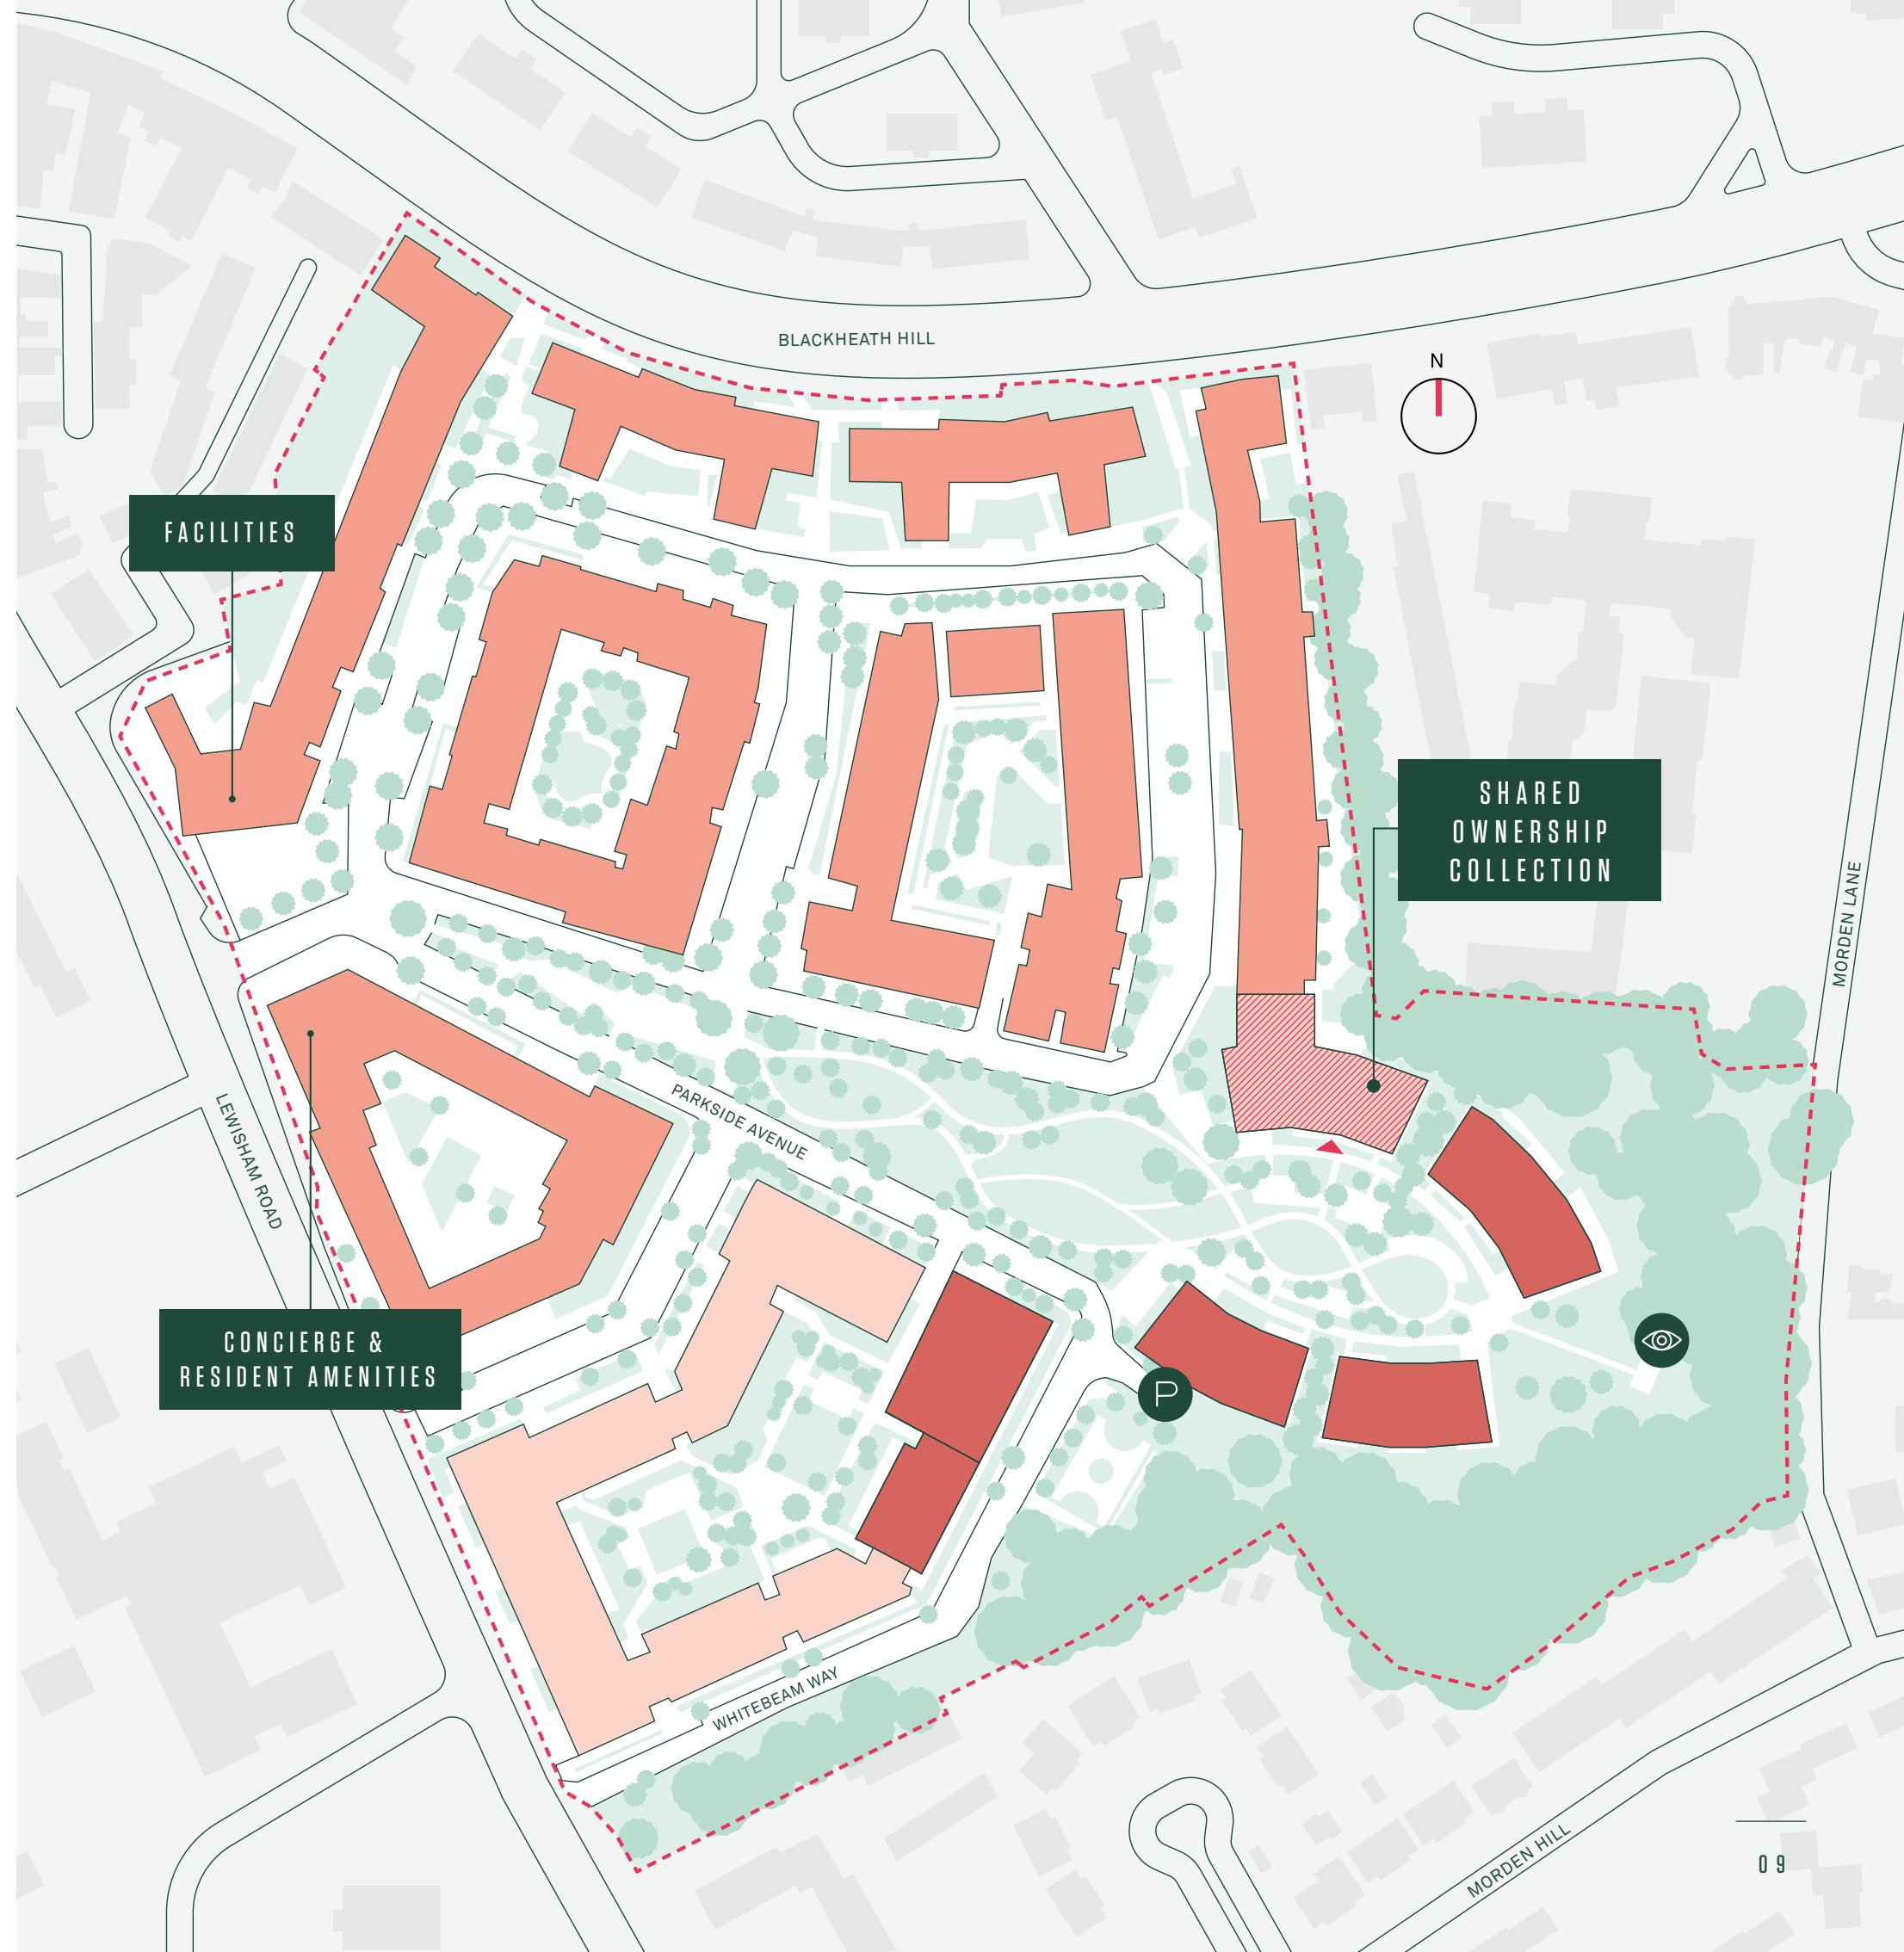 BLACKHEATH HILL
N
FACILITIES
SHARED
OWNERSHIP
COLLECTION
MORDEN LANE
PARKSIDE AVENUE
LEWISHAM ROAD
CONCIERGE &
RESIDENT AMENITIES
P
WHITEBEAM WAY
MORDEN HILL
09